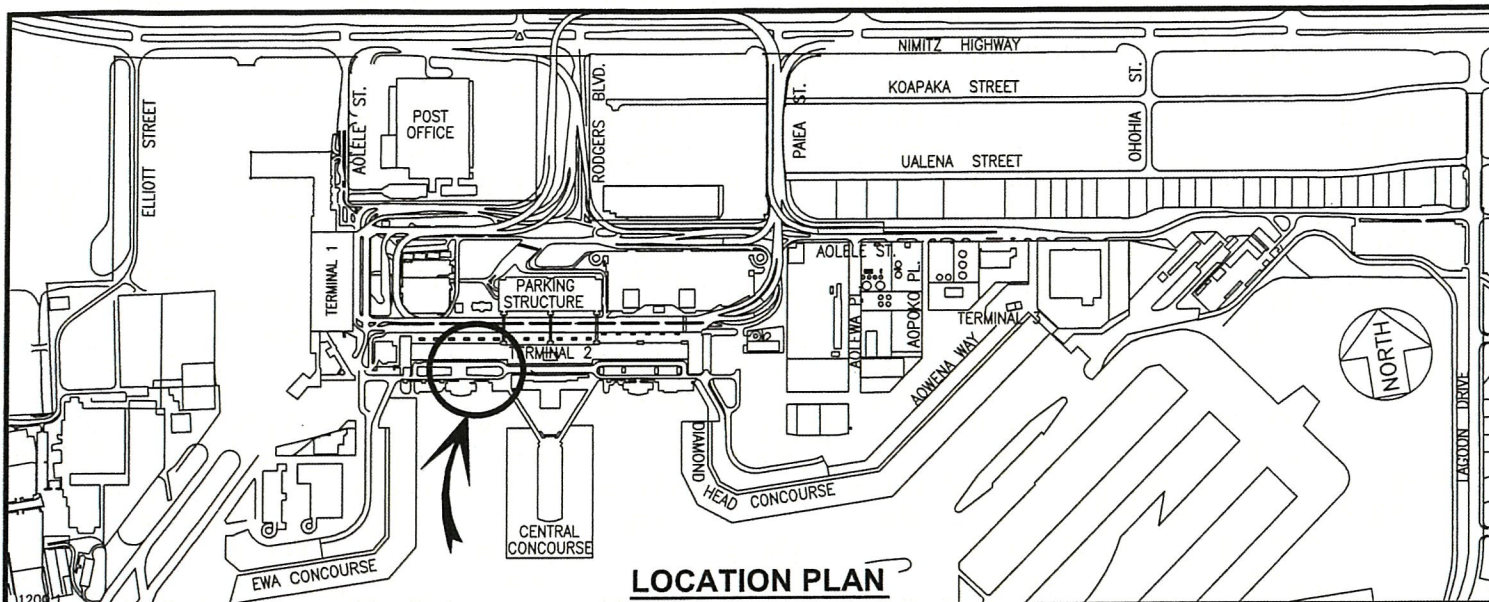 NIMITZ HIGHWAY
KOAPAKA STREET
UALENA STREET
ELLIOTT STREET
AOLELE ST.
POST
OFFICE
RODGERS BLVD.
PAIEA ST.
OHOHIA ST.
TERMINAL 1
PARKING
STRUCTURE
TERMINAL 2
AOLELE ST.
AOLEWA PL.
AOPOKO PL.
TERMINAL 3
AOWENA WAY
NORTH
LAGOON DRIVE
DIAMOND
HEAD CONCOURSE
CENTRAL
CONCOURSE
EWA CONCOURSE
LOCATION PLAN